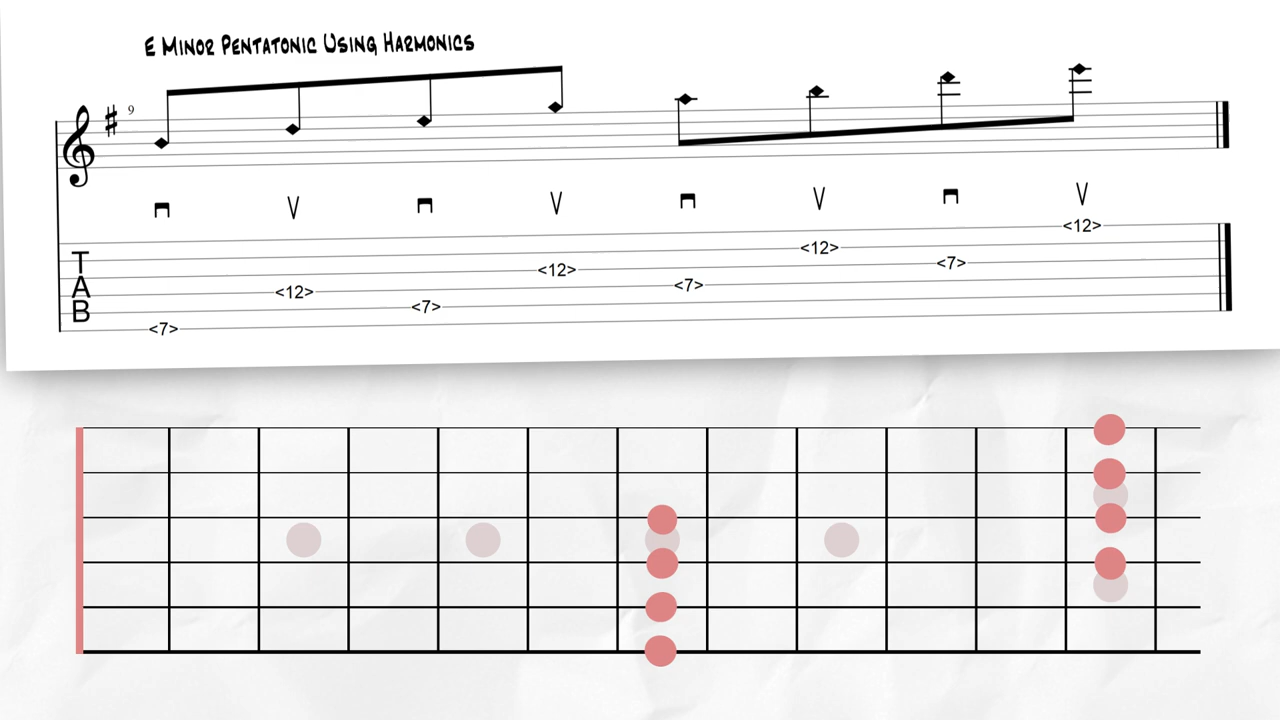 E Minor Pentatonic Using Harmonics
9
T
A
B
<7> <12> <7> <12> <7> <12> <7> <12>